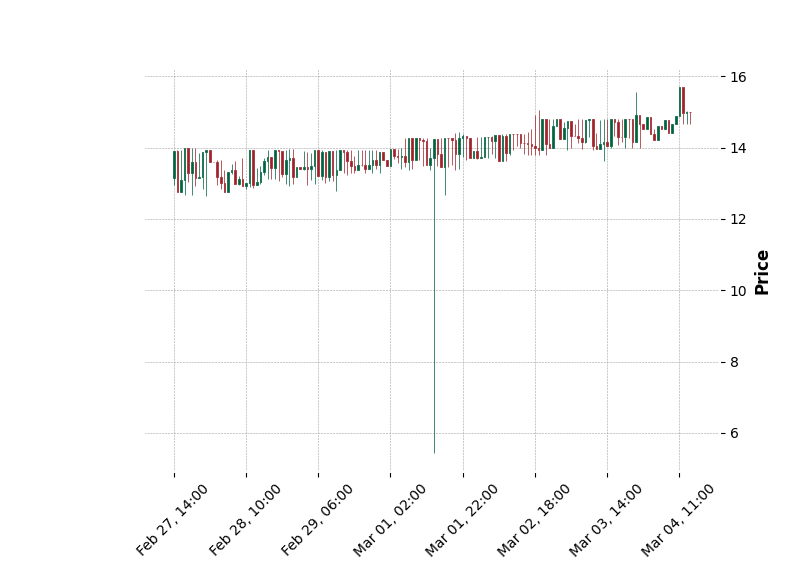 16
14
12
10
8
6
Price
Feb 27, 14:00
Feb 28, 10:00
Feb 29, 06:00
Mar 01, 02:00
Mar 01, 22:00
Mar 02, 18:00
Mar 03, 14:00
Mar 04, 11:00